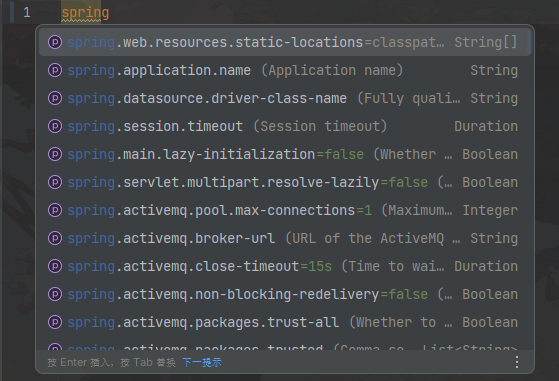 1 spring
spring.web.resources.static-locations=classpat… String[]
spring.application.name (Application name) String
spring.datasource.driver-class-name (Fully quali… String
spring.session.timeout (Session timeout) Duration
spring.main.lazy-initialization=false (Whether … Boolean
spring.servlet.multipart.resolve-lazily=false (… Boolean
spring.activemq.pool.max-connections=1 (Maximum… Integer
spring.activemq.broker-url (URL of the ActiveMQ … String
spring.activemq.close-timeout=15s (Time to wai… Duration
spring.activemq.non-blocking-redelivery=false (… Boolean
spring.activemq.packages.trust-all (Whether to … Boolean
spring.activemq.packages.trusted (Comma-se… List<String>
按 Enter 插入，按 Tab 替换 下一提示